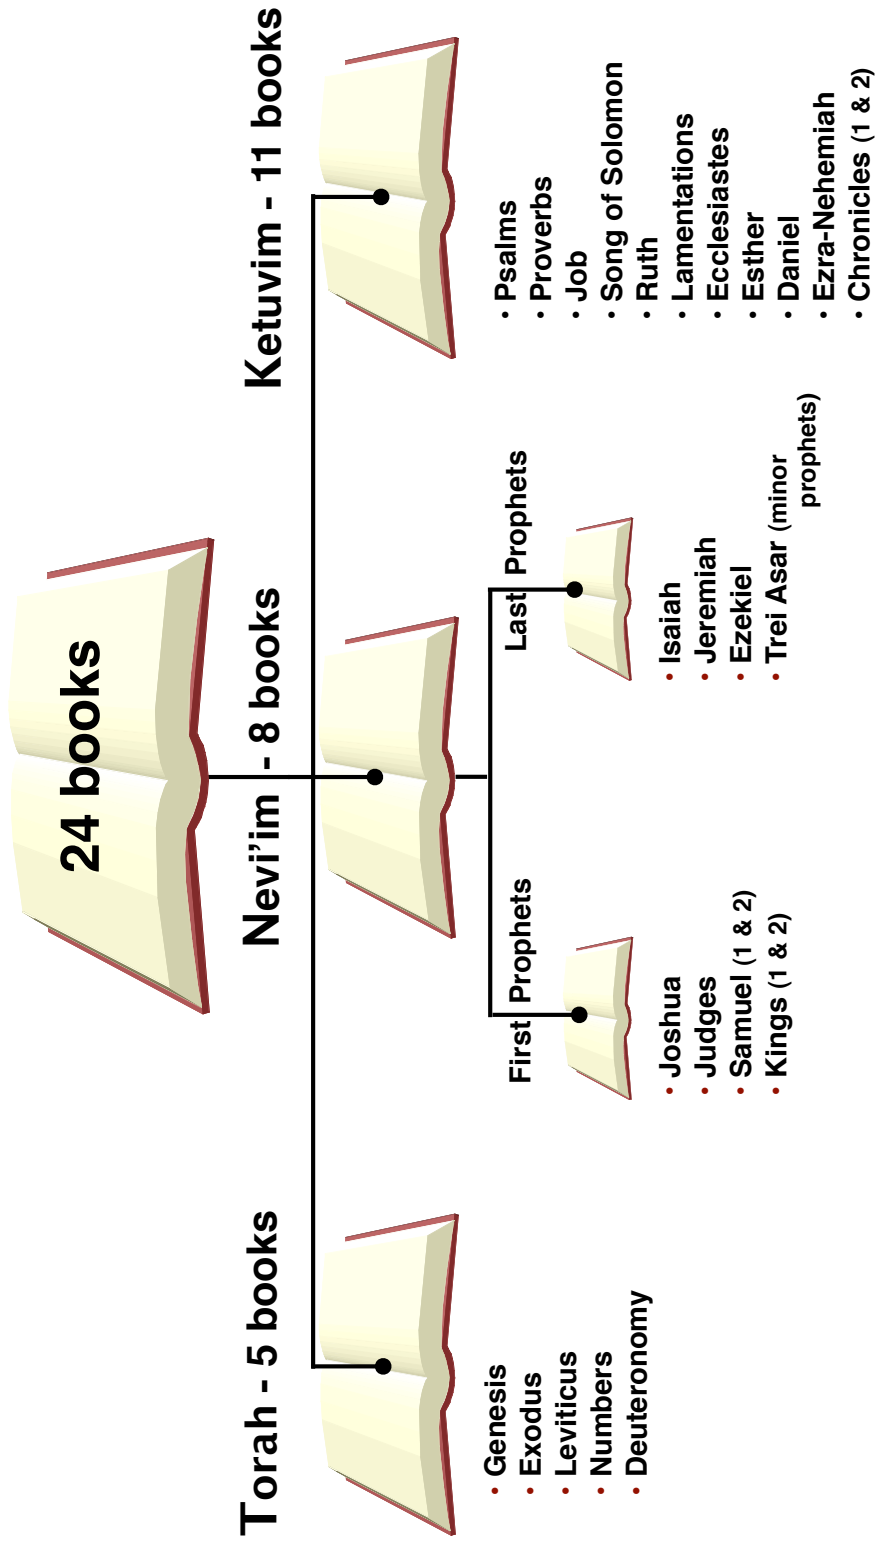 24 books
Torah - 5 books
Nevi’im - 8 books
Ketuvim - 11 books
• Genesis
• Exodus
• Leviticus
• Numbers
• Deuteronomy
First Prophets
• Joshua
• Judges
• Samuel (1 & 2)
• Kings (1 & 2)
Last Prophets
• Isaiah
• Jeremiah
• Ezekiel
• Trei Asar (minor
prophets)
• Psalms
• Proverbs
• Job
• Song of Solomon
• Ruth
• Lamentations
• Ecclesiastes
• Esther
• Daniel
• Ezra-Nehemiah
• Chronicles (1 & 2)